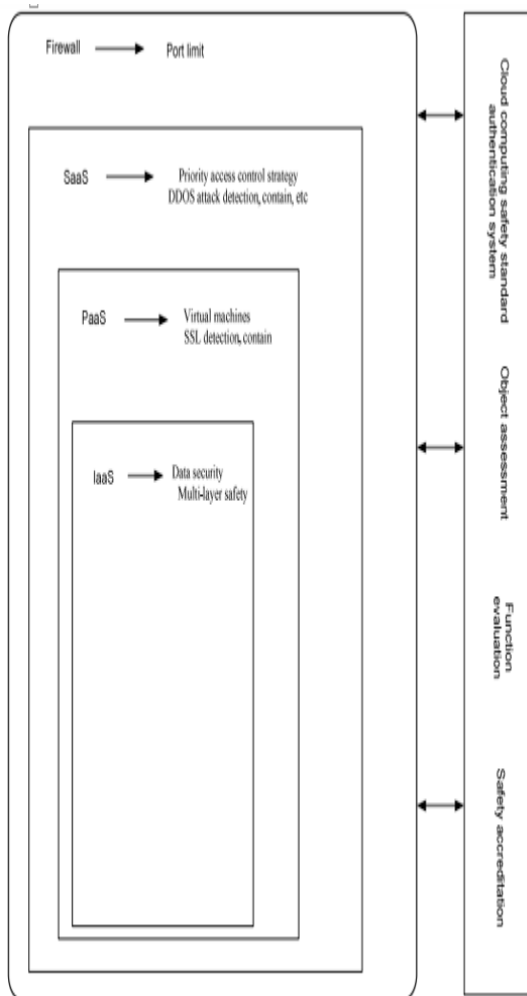 Firewall Port limit
SaaS Priority access control strategy
DDOS attack detection, contain, etc
PaaS Virtual machines
SSL detection, contain
IaaS Data security
Multi-layer safety
Cloud computing safety standard
authentication system
Object assessment
Function
evaluation
Safety accreditation